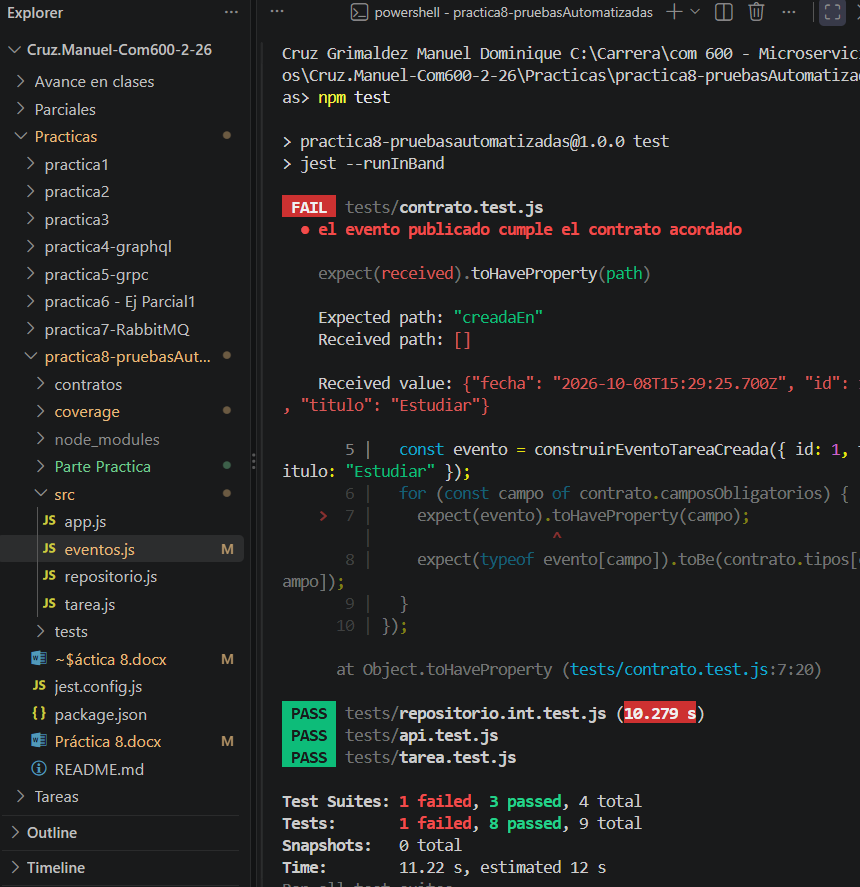 Explorer
Cruz.Manuel-Com600-2-26
Avance en clases
Parciales
Practicas
practica1
practica2
practica3
practica4-graphql
practica5-grpc
practica6 - Ej Parcial1
practica7-RabbitMQ
practica8-pruebasAut...
contratos
coverage
node_modules
Parte Practica
src
JS app.js
JS eventos.js M
JS repositorio.js
JS tarea.js
tests
~$áctica 8.docx M
JS jest.config.js
{} package.json
Práctica 8.docx M
README.md
Tareas
Outline
Timeline
powershell - practica8-pruebasAutomatizadas
Cruz Grimaldez Manuel Dominique C:\Carrera\com 600 - Microservici
os\Cruz.Manuel-Com600-2-26\Practicas\practica8-pruebasAutomatizad
as> npm test
> practica8-pruebasautomatizadas@1.0.0 test
> jest --runInBand
FAIL tests/contrato.test.js
● el evento publicado cumple el contrato acordado
expect(received).toHaveProperty(path)
Expected path: "creadaEn"
Received path: []
Received value: {"fecha": "2026-10-08T15:29:25.700Z", "id":
, "titulo": "Estudiar"}
5 | const evento = construirEventoTareaCreada({ id: 1, t
itulo: "Estudiar" });
6 | for (const campo of contrato.camposObligatorios) {
> 7 | expect(evento).toHaveProperty(campo);
| ^
8 | expect(typeof evento[campo]).toBe(contrato.tipos[c
ampo]);
9 | }
10 | });
at Object.toHaveProperty (tests/contrato.test.js:7:20)
PASS tests/repositorio.int.test.js (10.279 s)
PASS tests/api.test.js
PASS tests/tarea.test.js
Test Suites: 1 failed, 3 passed, 4 total
Tests: 1 failed, 8 passed, 9 total
Snapshots: 0 total
Time: 11.22 s, estimated 12 s
Ran all test suites.